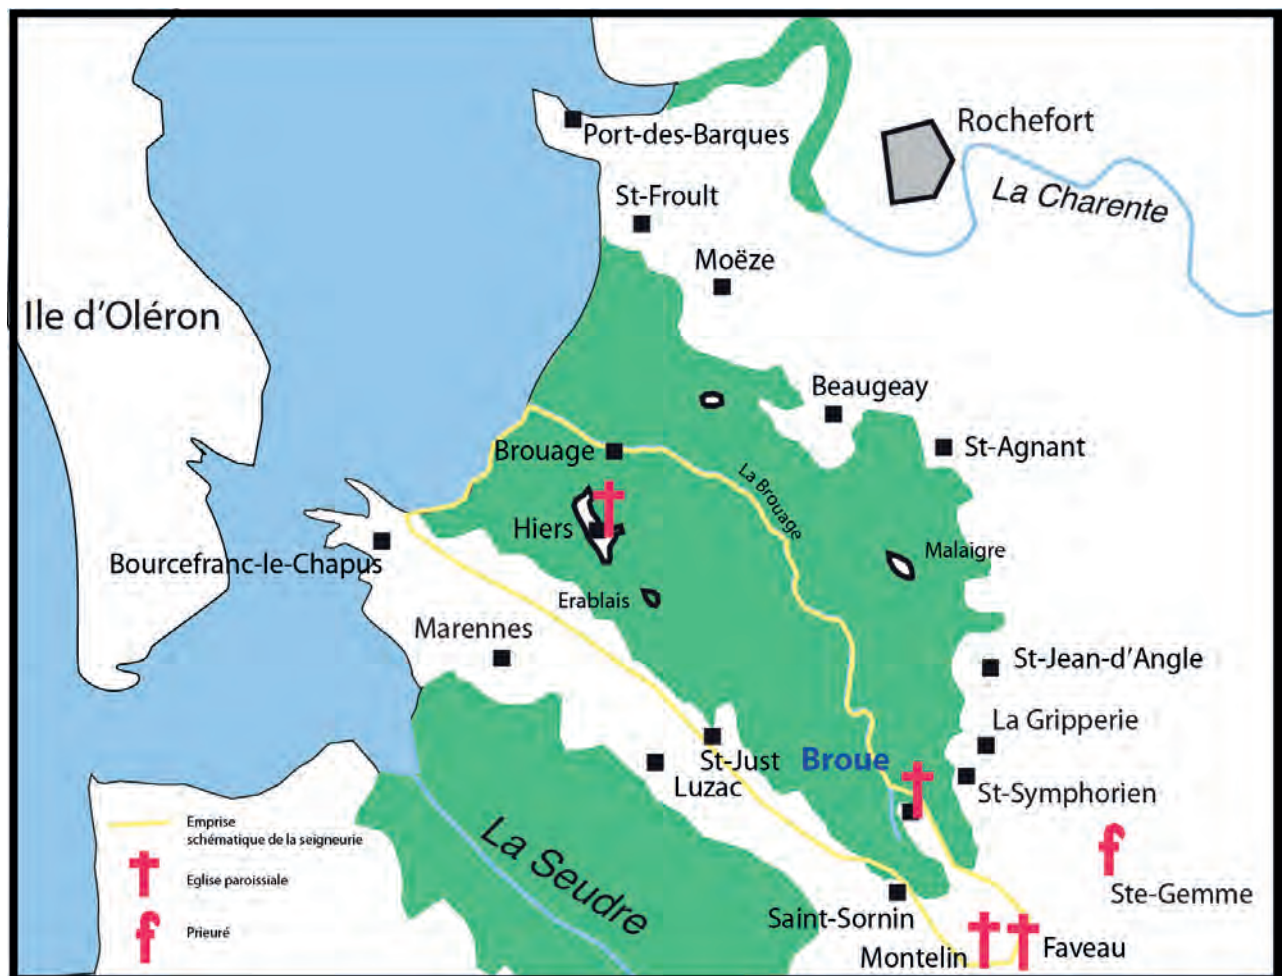 Port-des-Barques
Rochefort
La Charente
St-Froult
Moëze
Ile d'Oléron
Beaugeay
St-Agnant
Brouage
La Brouage
Hiers
Malaigre
Bourcefranc-le-Chapus
Erablais
Marennes
St-Jean-d'Angle
La Gripperie
St-Just
Broue
Luzac
St-Symphorien
La Seudre
Ste-Gemme
Saint-Sornin
Montelin
Faveau
Emprise
schématique de la seigneurie
Eglise paroissiale
Prieuré